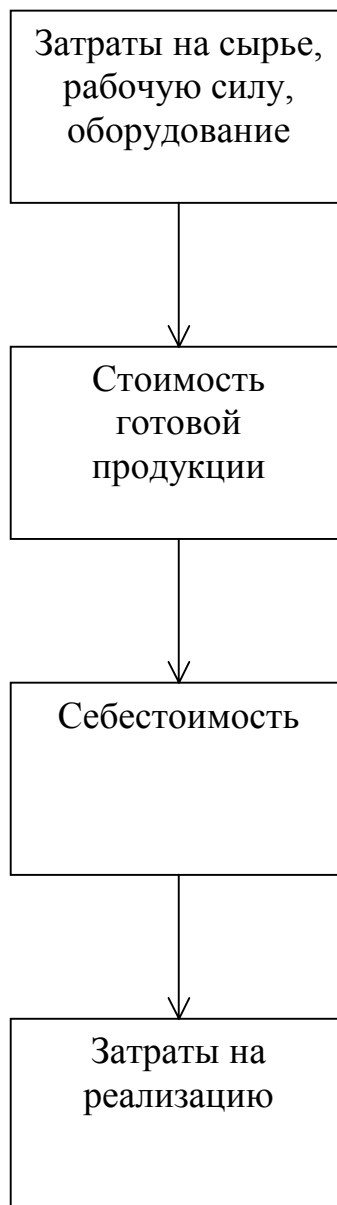 Затраты на сырье,
рабочую силу,
оборудование
Стоимость
готовой
продукции
Себестоимость
Затраты на
реализацию